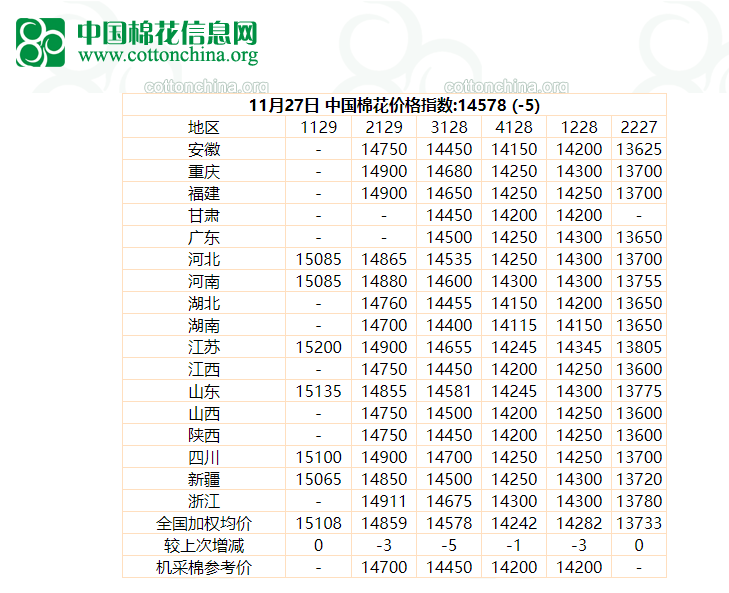 中国棉花信息网
www.cottonchina.org
cottonchina.org cottonchina.org
11月27日 中国棉花价格指数:14578 (-5)
地区 1129 2129 3128 4128 1228 2227
安徽 - 14750 14450 14150 14200 13625
重庆 - 14900 14680 14250 14300 13700
福建 - 14900 14650 14250 14250 13700
甘肃 - - 14450 14200 14200 -
广东 - - 14500 14250 14300 13650
河北 15085 14865 14535 14250 14300 13700
河南 15085 14880 14600 14300 14300 13755
湖北 - 14760 14455 14150 14200 13650
湖南 - 14700 14400 14115 14150 13650
江苏 15200 14900 14655 14245 14345 13805
江西 - 14750 14450 14200 14250 13600
山东 15135 14855 14581 14245 14300 13775
山西 - 14750 14500 14200 14250 13600
陕西 - 14750 14450 14200 14250 13600
四川 15100 14900 14700 14250 14250 13700
新疆 15065 14850 14500 14250 14300 13720
浙江 - 14911 14675 14300 14300 13780
全国加权均价 15108 14859 14578 14242 14282 13733
较上次增减 0 -3 -5 -1 -3 0
机采棉参考价 - 14700 14450 14200 14200 -